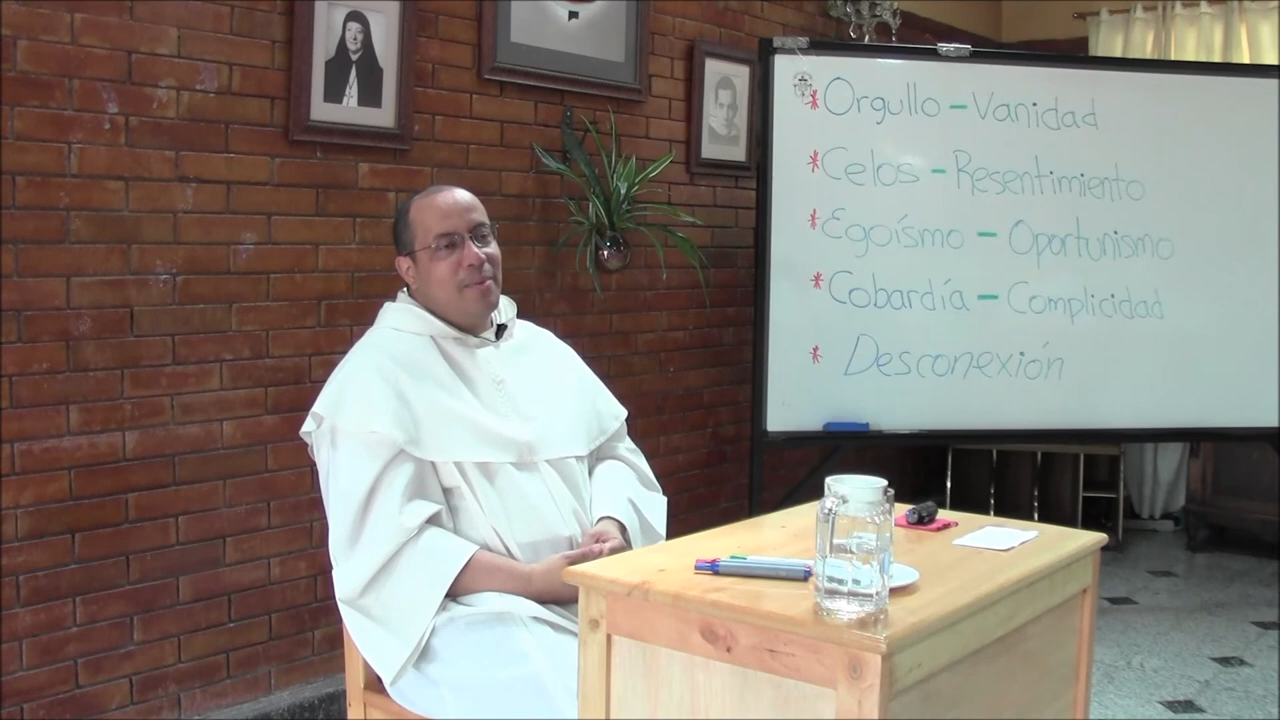 * Orgullo - Vanidad
* Celos - Resentimiento
* Egoísmo - Oportunismo
* Cobardía - Complicidad
* Desconexión